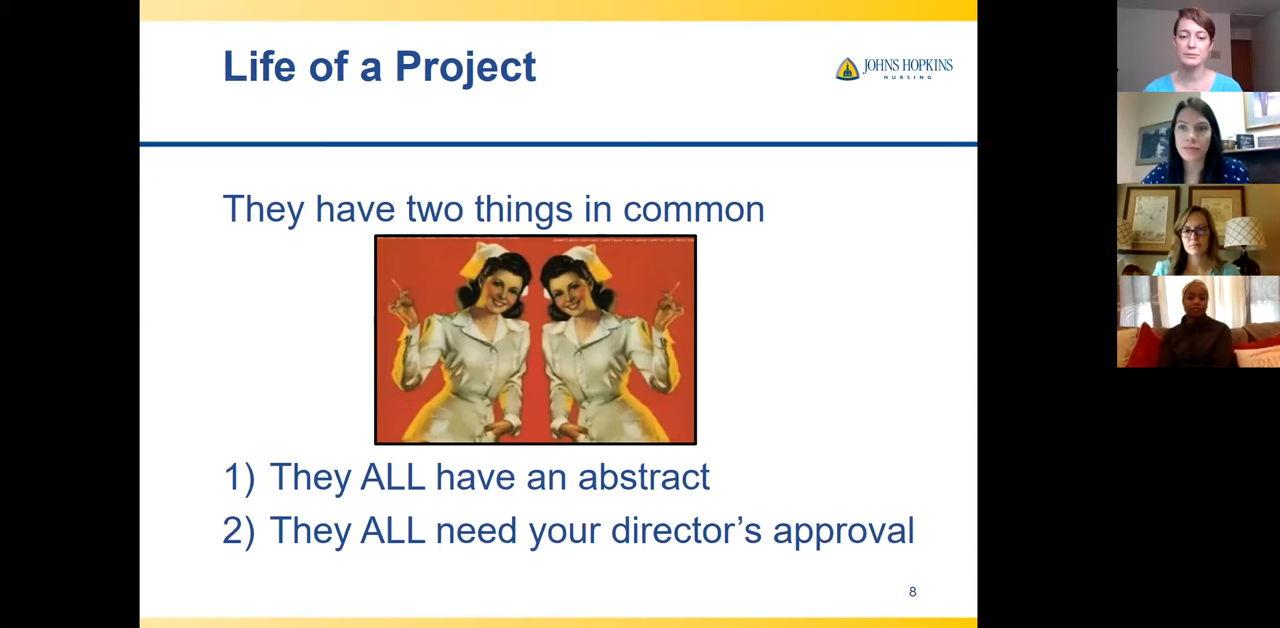 Life of a Project
JOHNS HOPKINS
NURSING
They have two things in common
1) They ALL have an abstract
2) They ALL need your director's approval
8